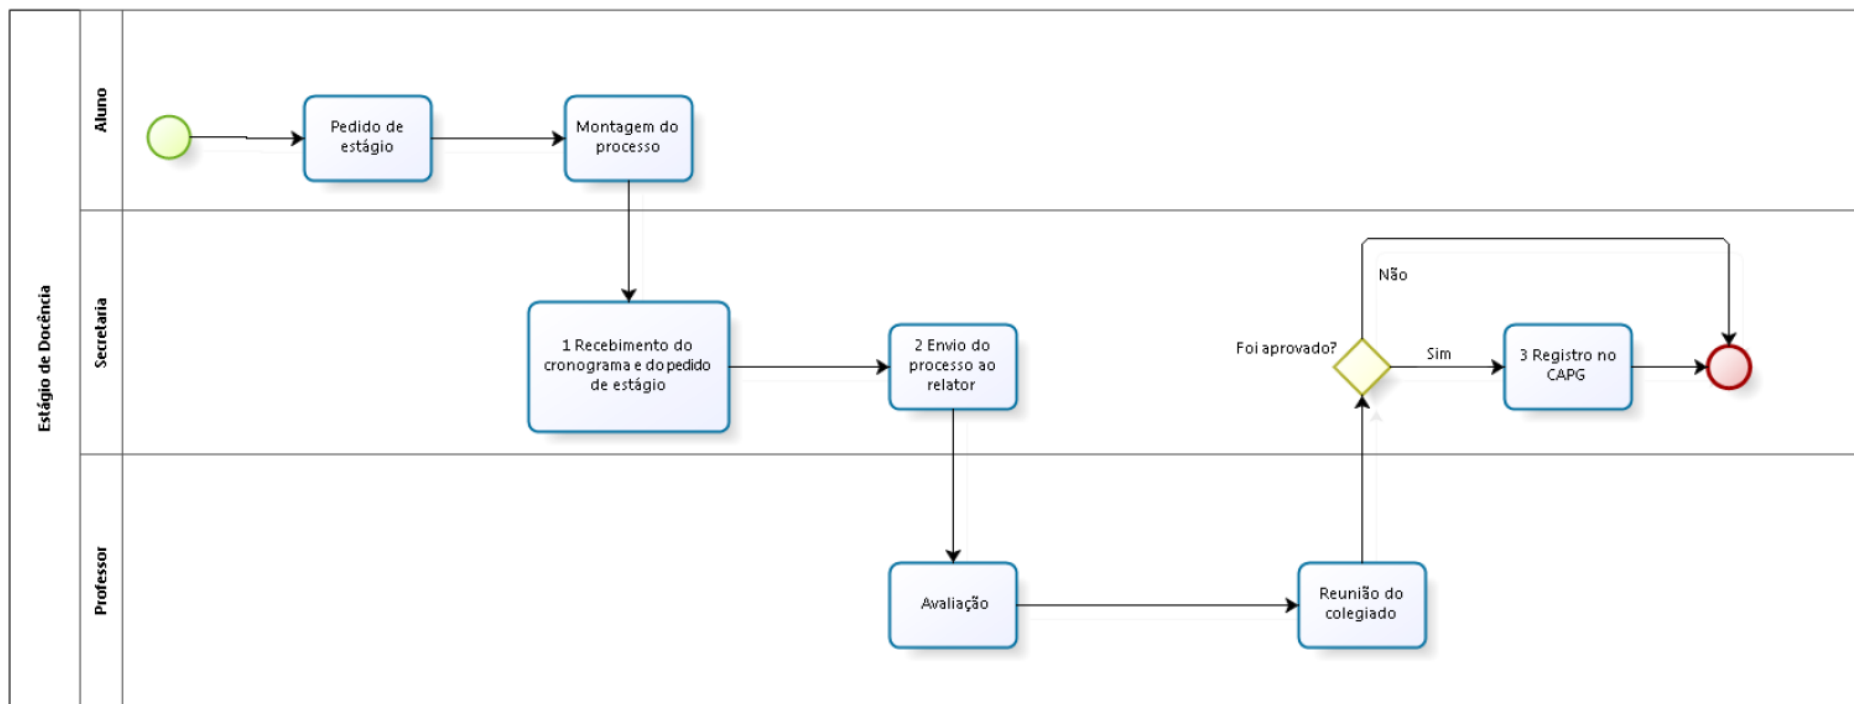 Estágio de Docência
Aluno
Pedido de
estágio
Montagem do
processo
Secretaria
1 Recebimento do
cronograma e do pedido
de estágio
2 Envio do
processo ao
relator
Foi aprovado?
Não
Sim
3 Registro no
CAPG
Professor
Avaliação
Reunião do
colegiado